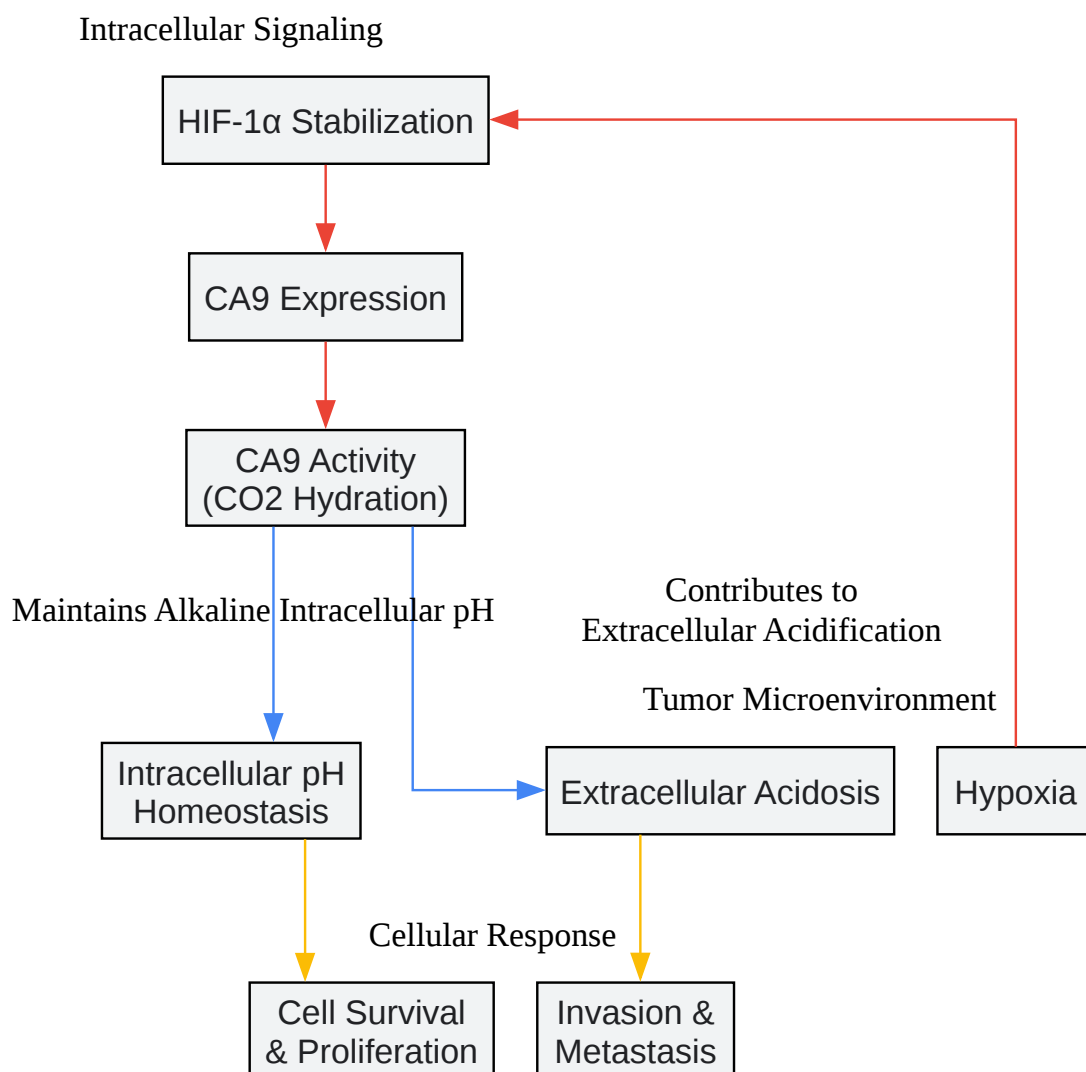 Intracellular Signaling
HIF-1α Stabilization
CA9 Expression
CA9 Activity
(CO2 Hydration)
Maintains Alkaline Intracellular pH
Contributes to
Extracellular Acidification
Tumor Microenvironment
Intracellular pH
Homeostasis
Extracellular Acidosis
Hypoxia
Cellular Response
Cell Survival
& Proliferation
Invasion &
Metastasis